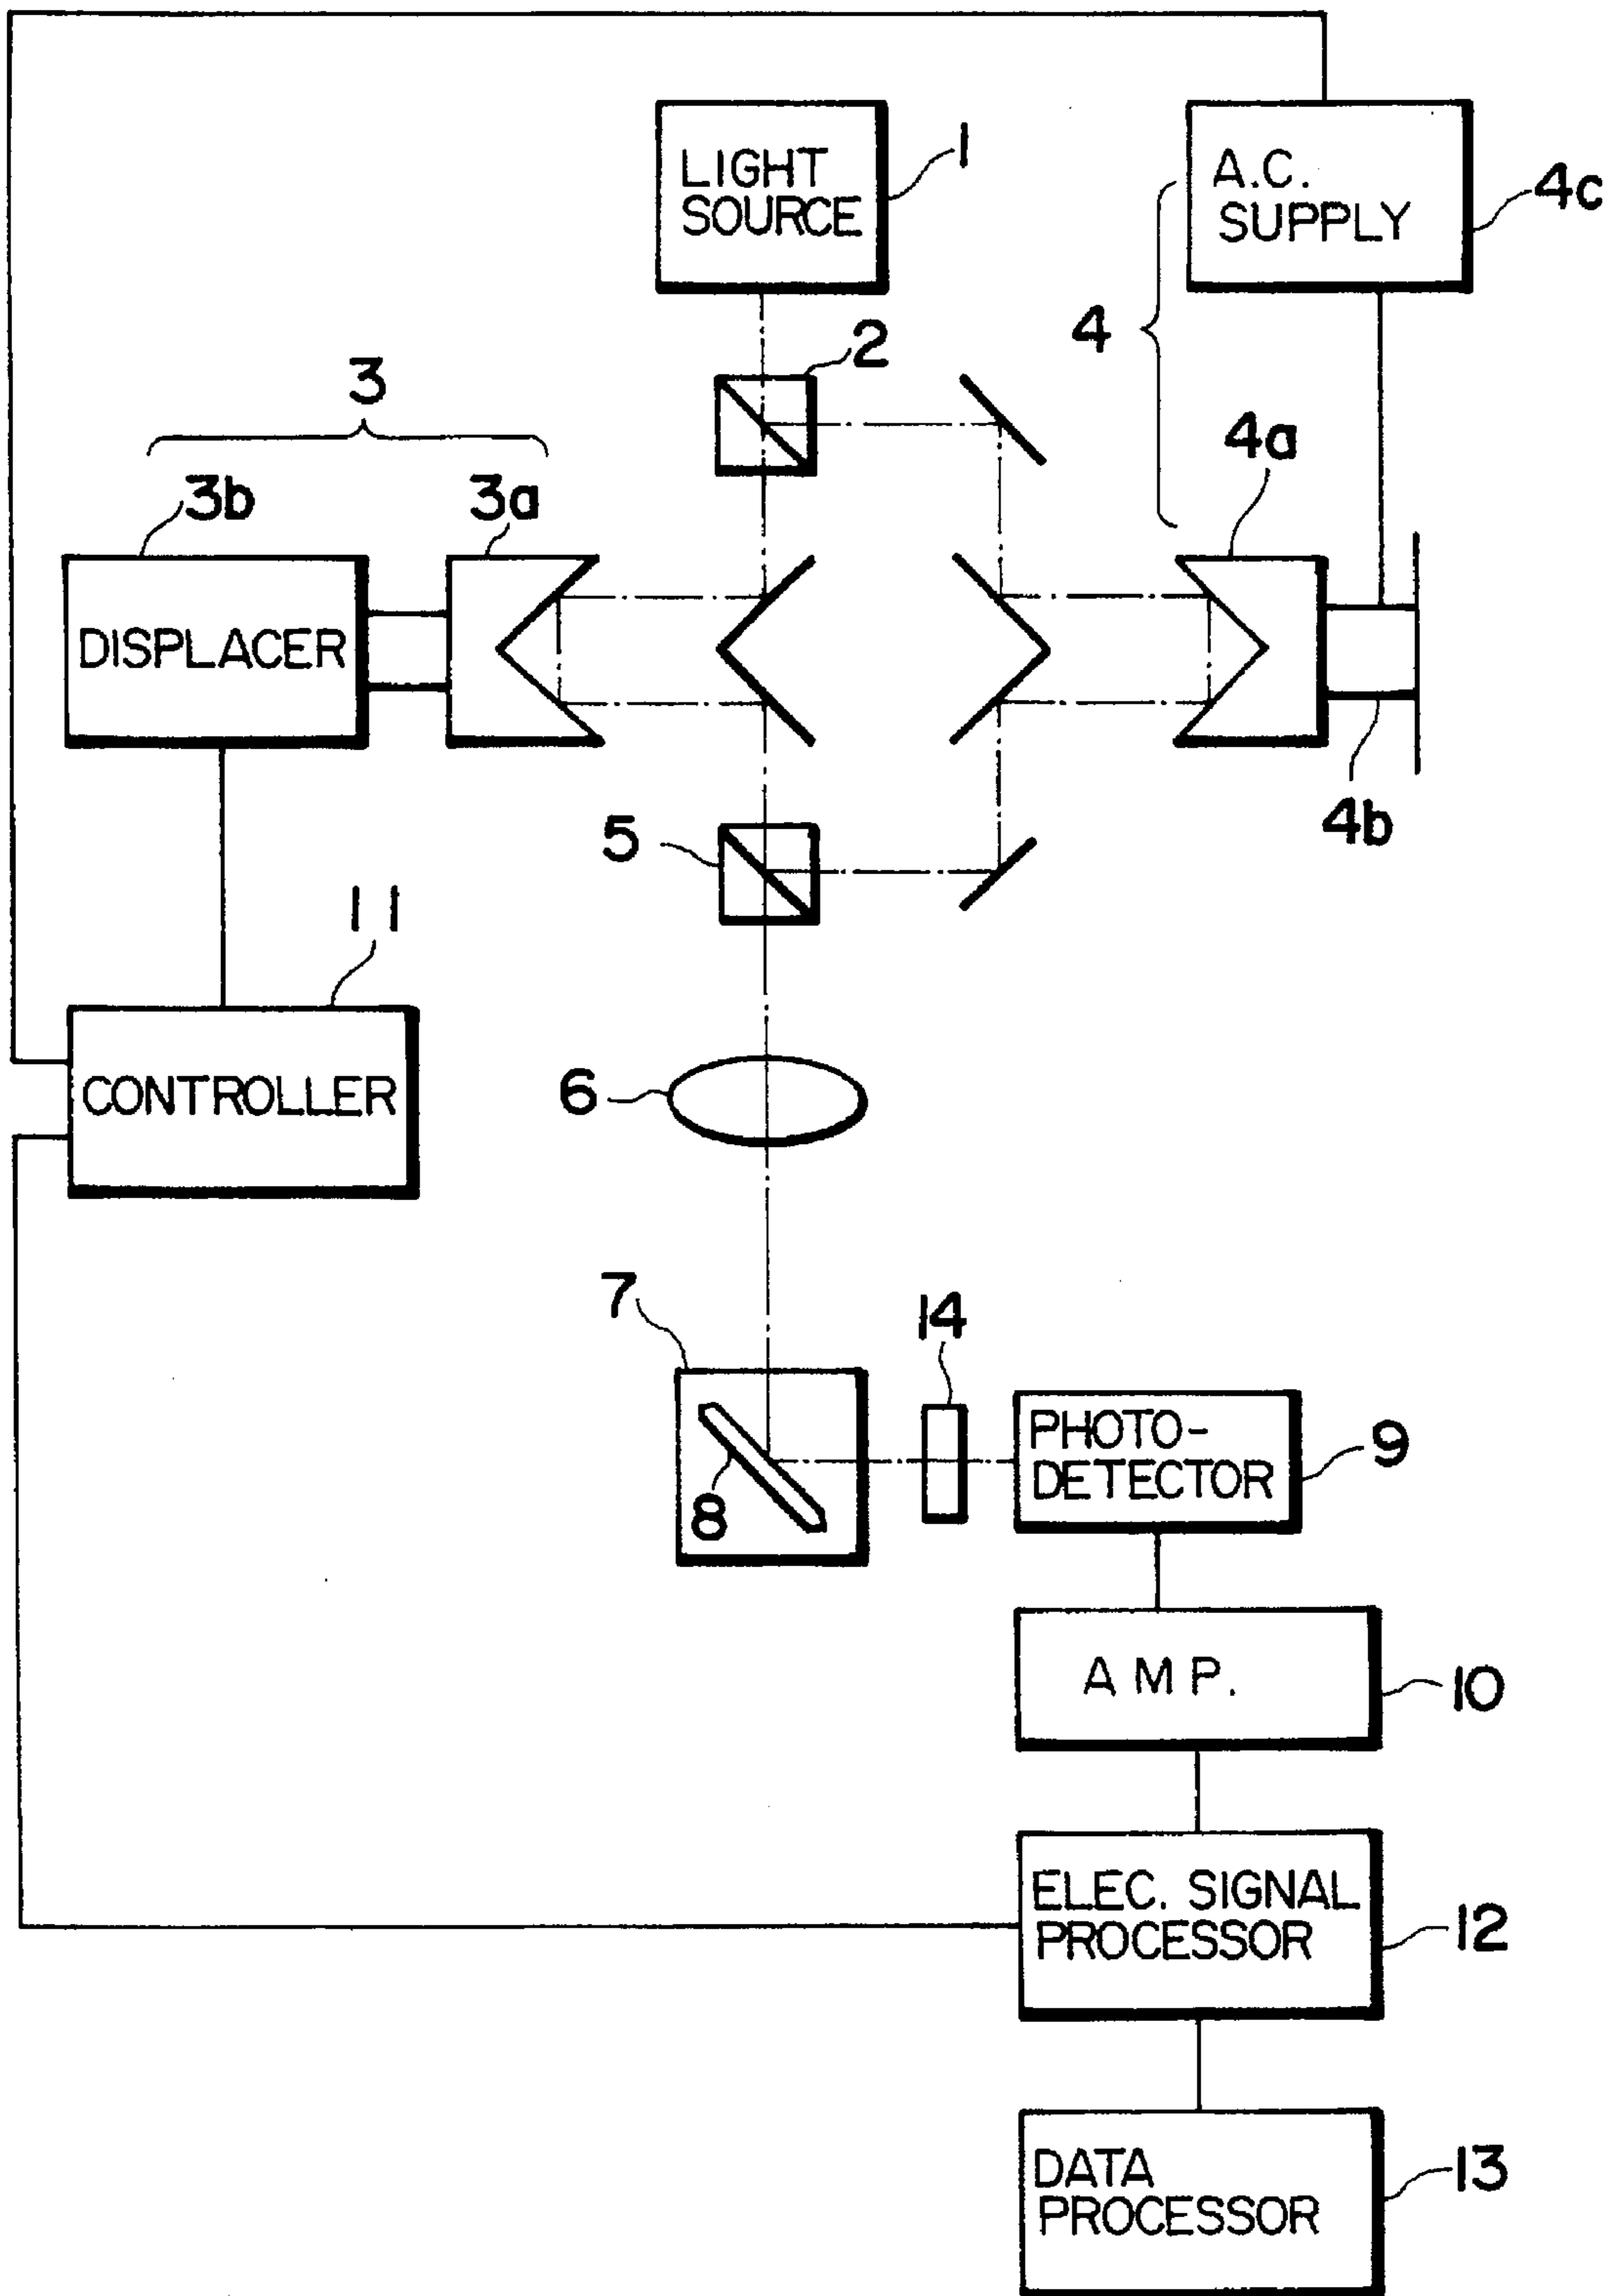 LIGHT
SOURCE
1
A.C.
SUPPLY
4c
4
2
3
4a
3b
3a
DISPLACER
4b
5
11
CONTROLLER
6
7
14
PHOTO-
DETECTOR
9
8
AMP.
10
ELEC. SIGNAL
PROCESSOR
12
DATA
PROCESSOR
13